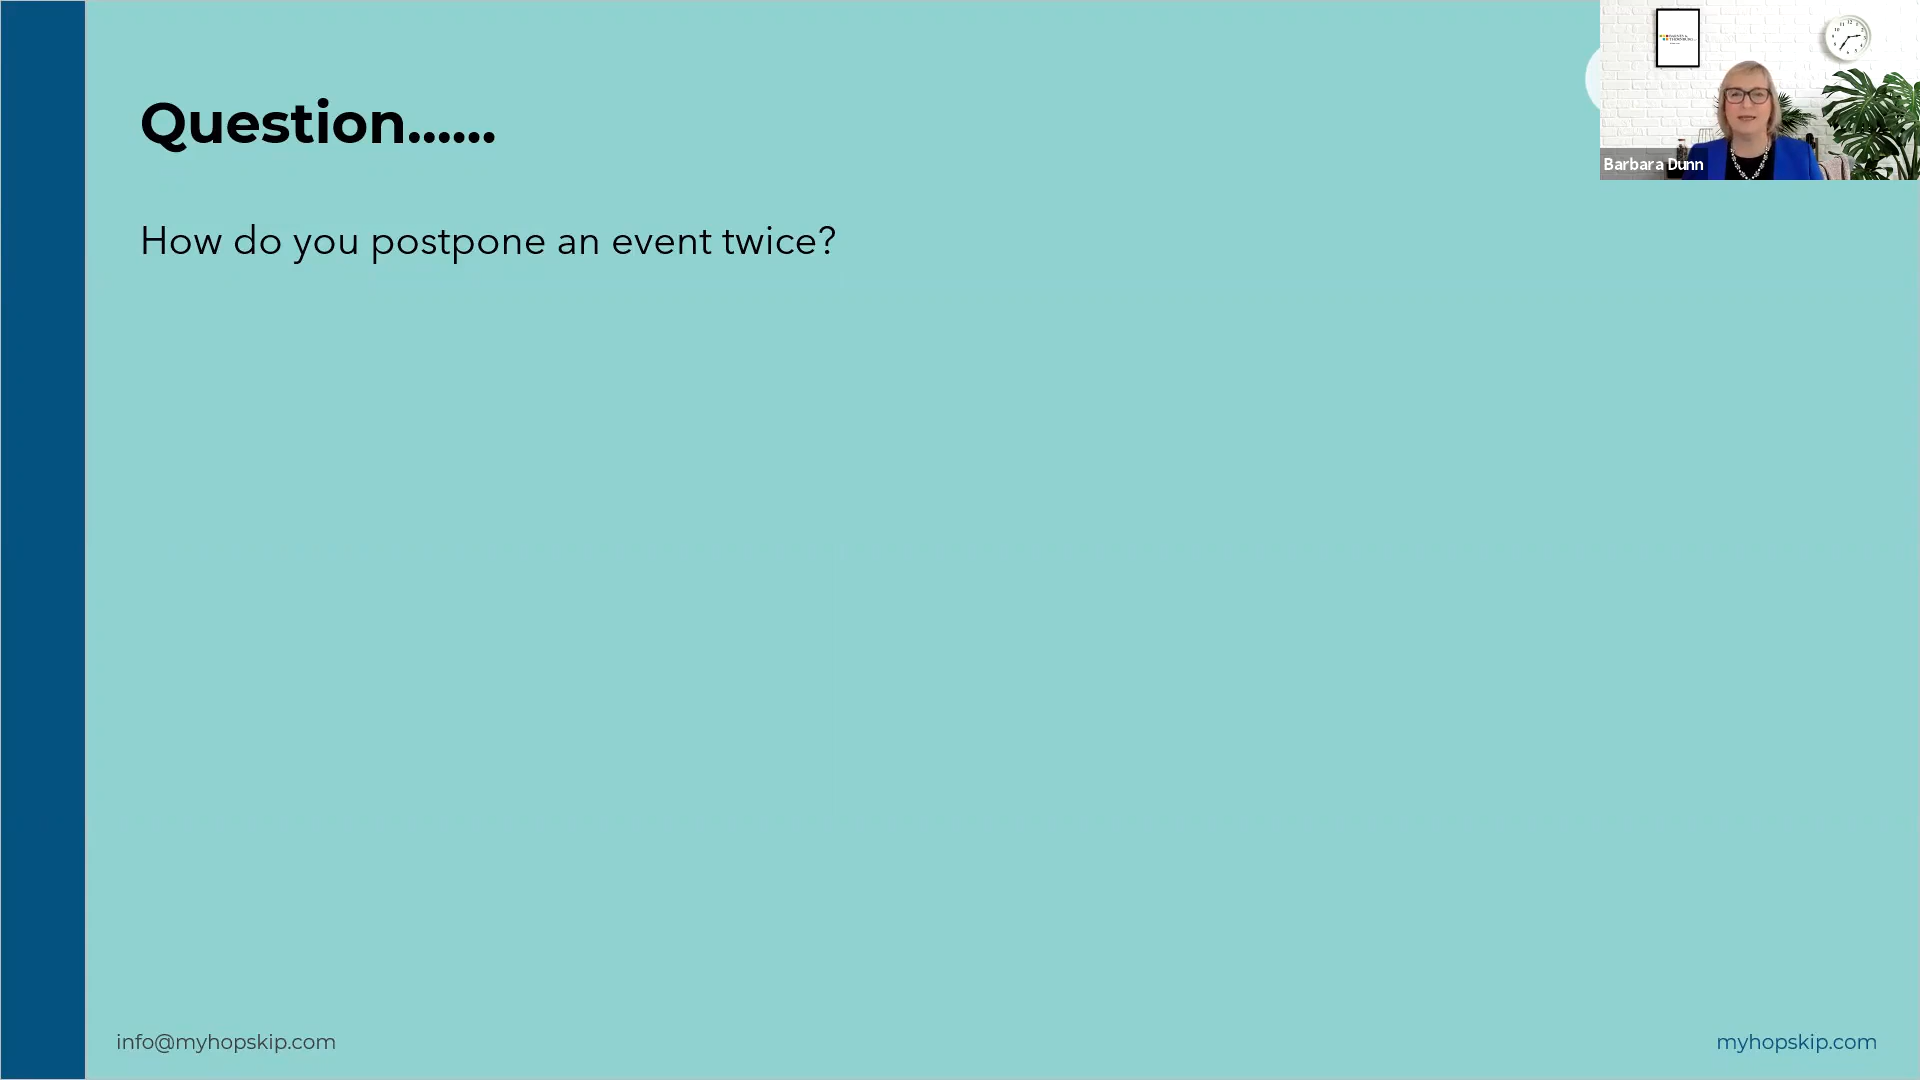 Question......
How do you postpone an event twice?
Barbara Dunn
info@myhopskip.com
myhopskip.com